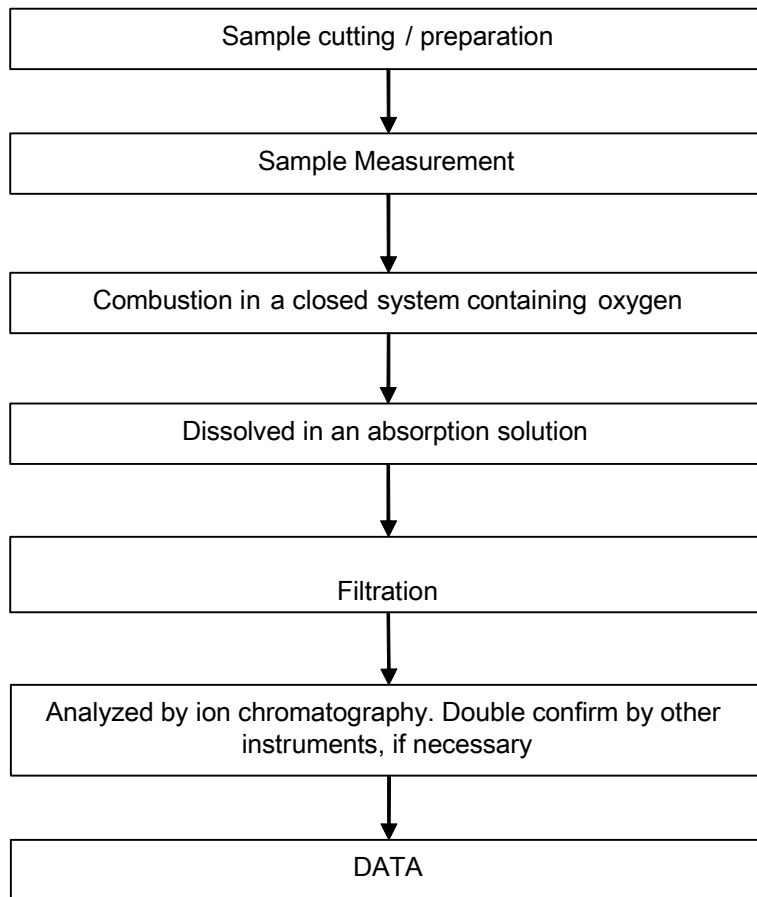 Sample cutting / preparation
Sample Measurement
Combustion in a closed system containing oxygen
Dissolved in an absorption solution
Filtration
Analyzed by ion chromatography. Double confirm by other
instruments, if necessary
DATA